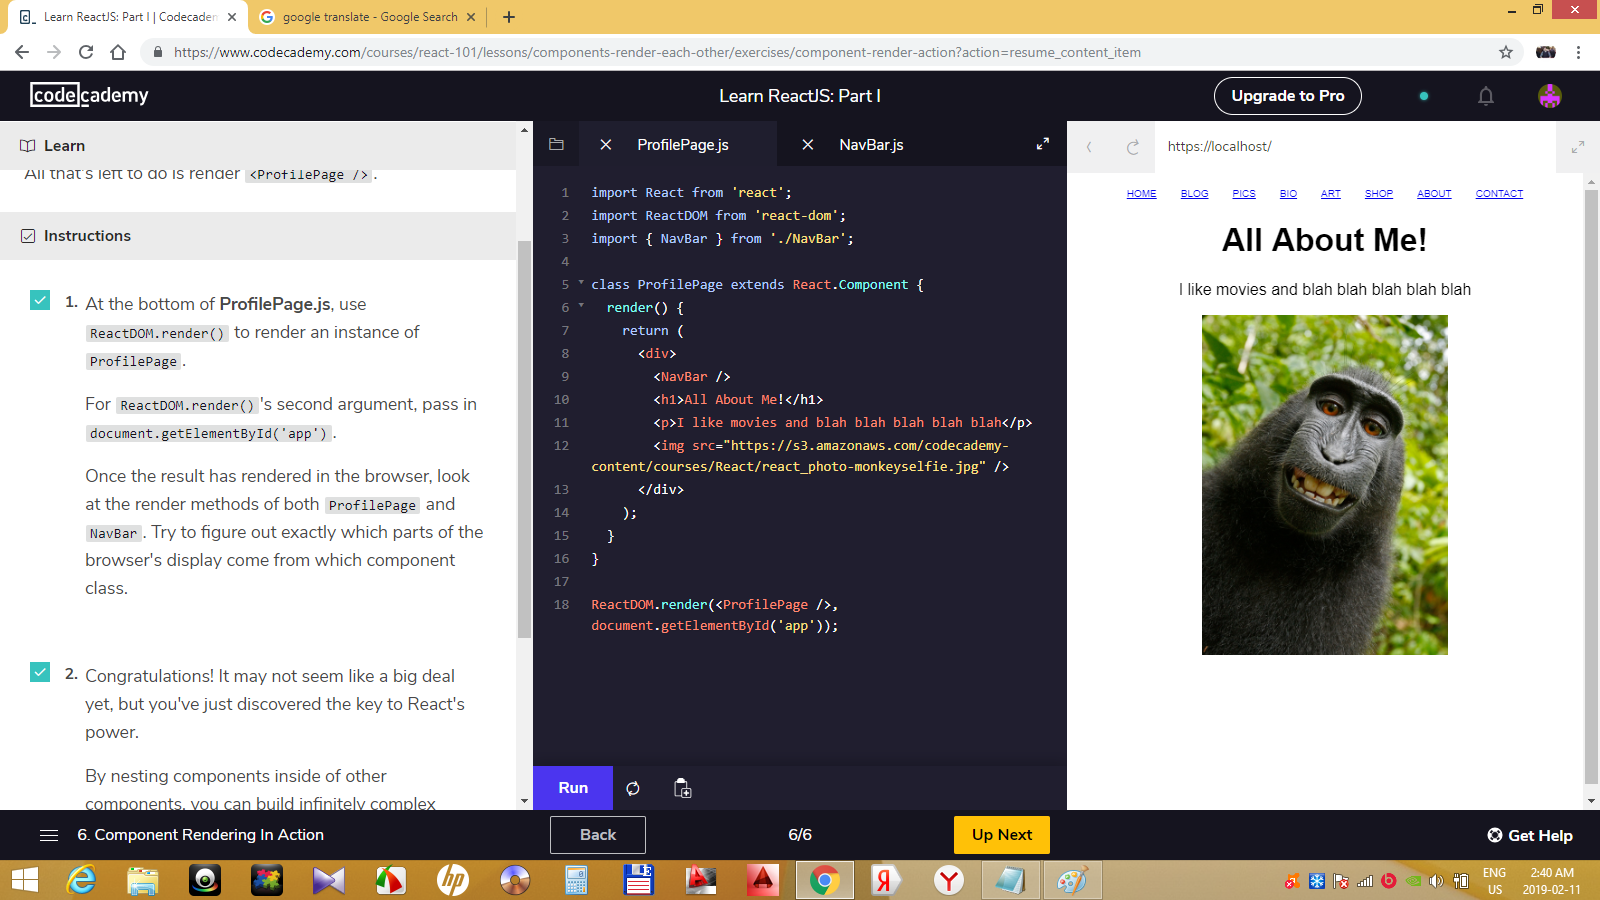 Learn ReactJS: Part I | Codecadem
google translate - Google Search
https://www.codecademy.com/courses/react-101/lessons/components-render-each-other/exercises/component-render-action?action=resume_content_item
codecademy
Learn ReactJS: Part I
Upgrade to Pro
Learn
All that's left to do is render <ProfilePage />.
Instructions
1. At the bottom of ProfilePage.js, use
ReactDOM.render() to render an instance of
ProfilePage.
For ReactDOM.render()'s second argument, pass in
document.getElementById('app').
Once the result has rendered in the browser, look
at the render methods of both ProfilePage and
NavBar. Try to figure out exactly which parts of the
browser's display come from which component
class.
2. Congratulations! It may not seem like a big deal
yet, but you've just discovered the key to React's
power.
By nesting components inside of other
components, you can build infinitely complex
ProfilePage.js
NavBar.js
1 import React from 'react';
2 import ReactDOM from 'react-dom';
3 import { NavBar } from './NavBar';
4
5 class ProfilePage extends React.Component {
6 render() {
7 return (
8 <div>
9 <NavBar />
10 <h1>All About Me!</h1>
11 <p>I like movies and blah blah blah blah blah</p>
12 <img src="https://s3.amazonaws.com/codecademy-
content/courses/React/react_photo-monkeyselfie.jpg" />
13 </div>
14 );
15 }
16 }
17
18 ReactDOM.render(<ProfilePage />,
document.getElementById('app'));
Run
https://localhost/
HOME BLOG PICS BIO ART SHOP ABOUT CONTACT
All About Me!
I like movies and blah blah blah blah blah
6. Component Rendering In Action
Back
6/6
Up Next
Get Help
ENG
US
2:40 AM
2019-02-11